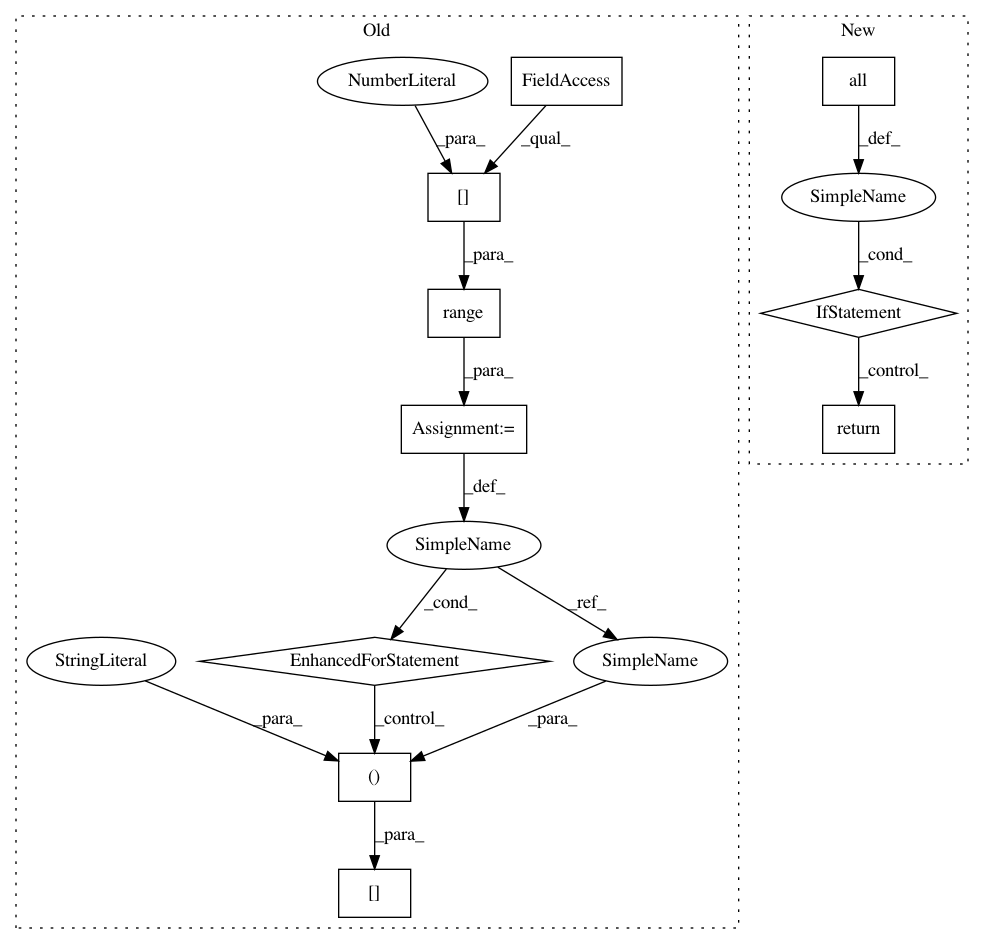 Old
New
NumberLiteral
FieldAccess
all
_para_
_qual_
_def_
[]
SimpleName
_para_
_cond_
range
IfStatement
_para_
_control_
Assignment:=
return
_def_
SimpleName
_cond_
_ref_
StringLiteral
EnhancedForStatement
SimpleName
_para_
_control_
_para_
()
_para_
[]